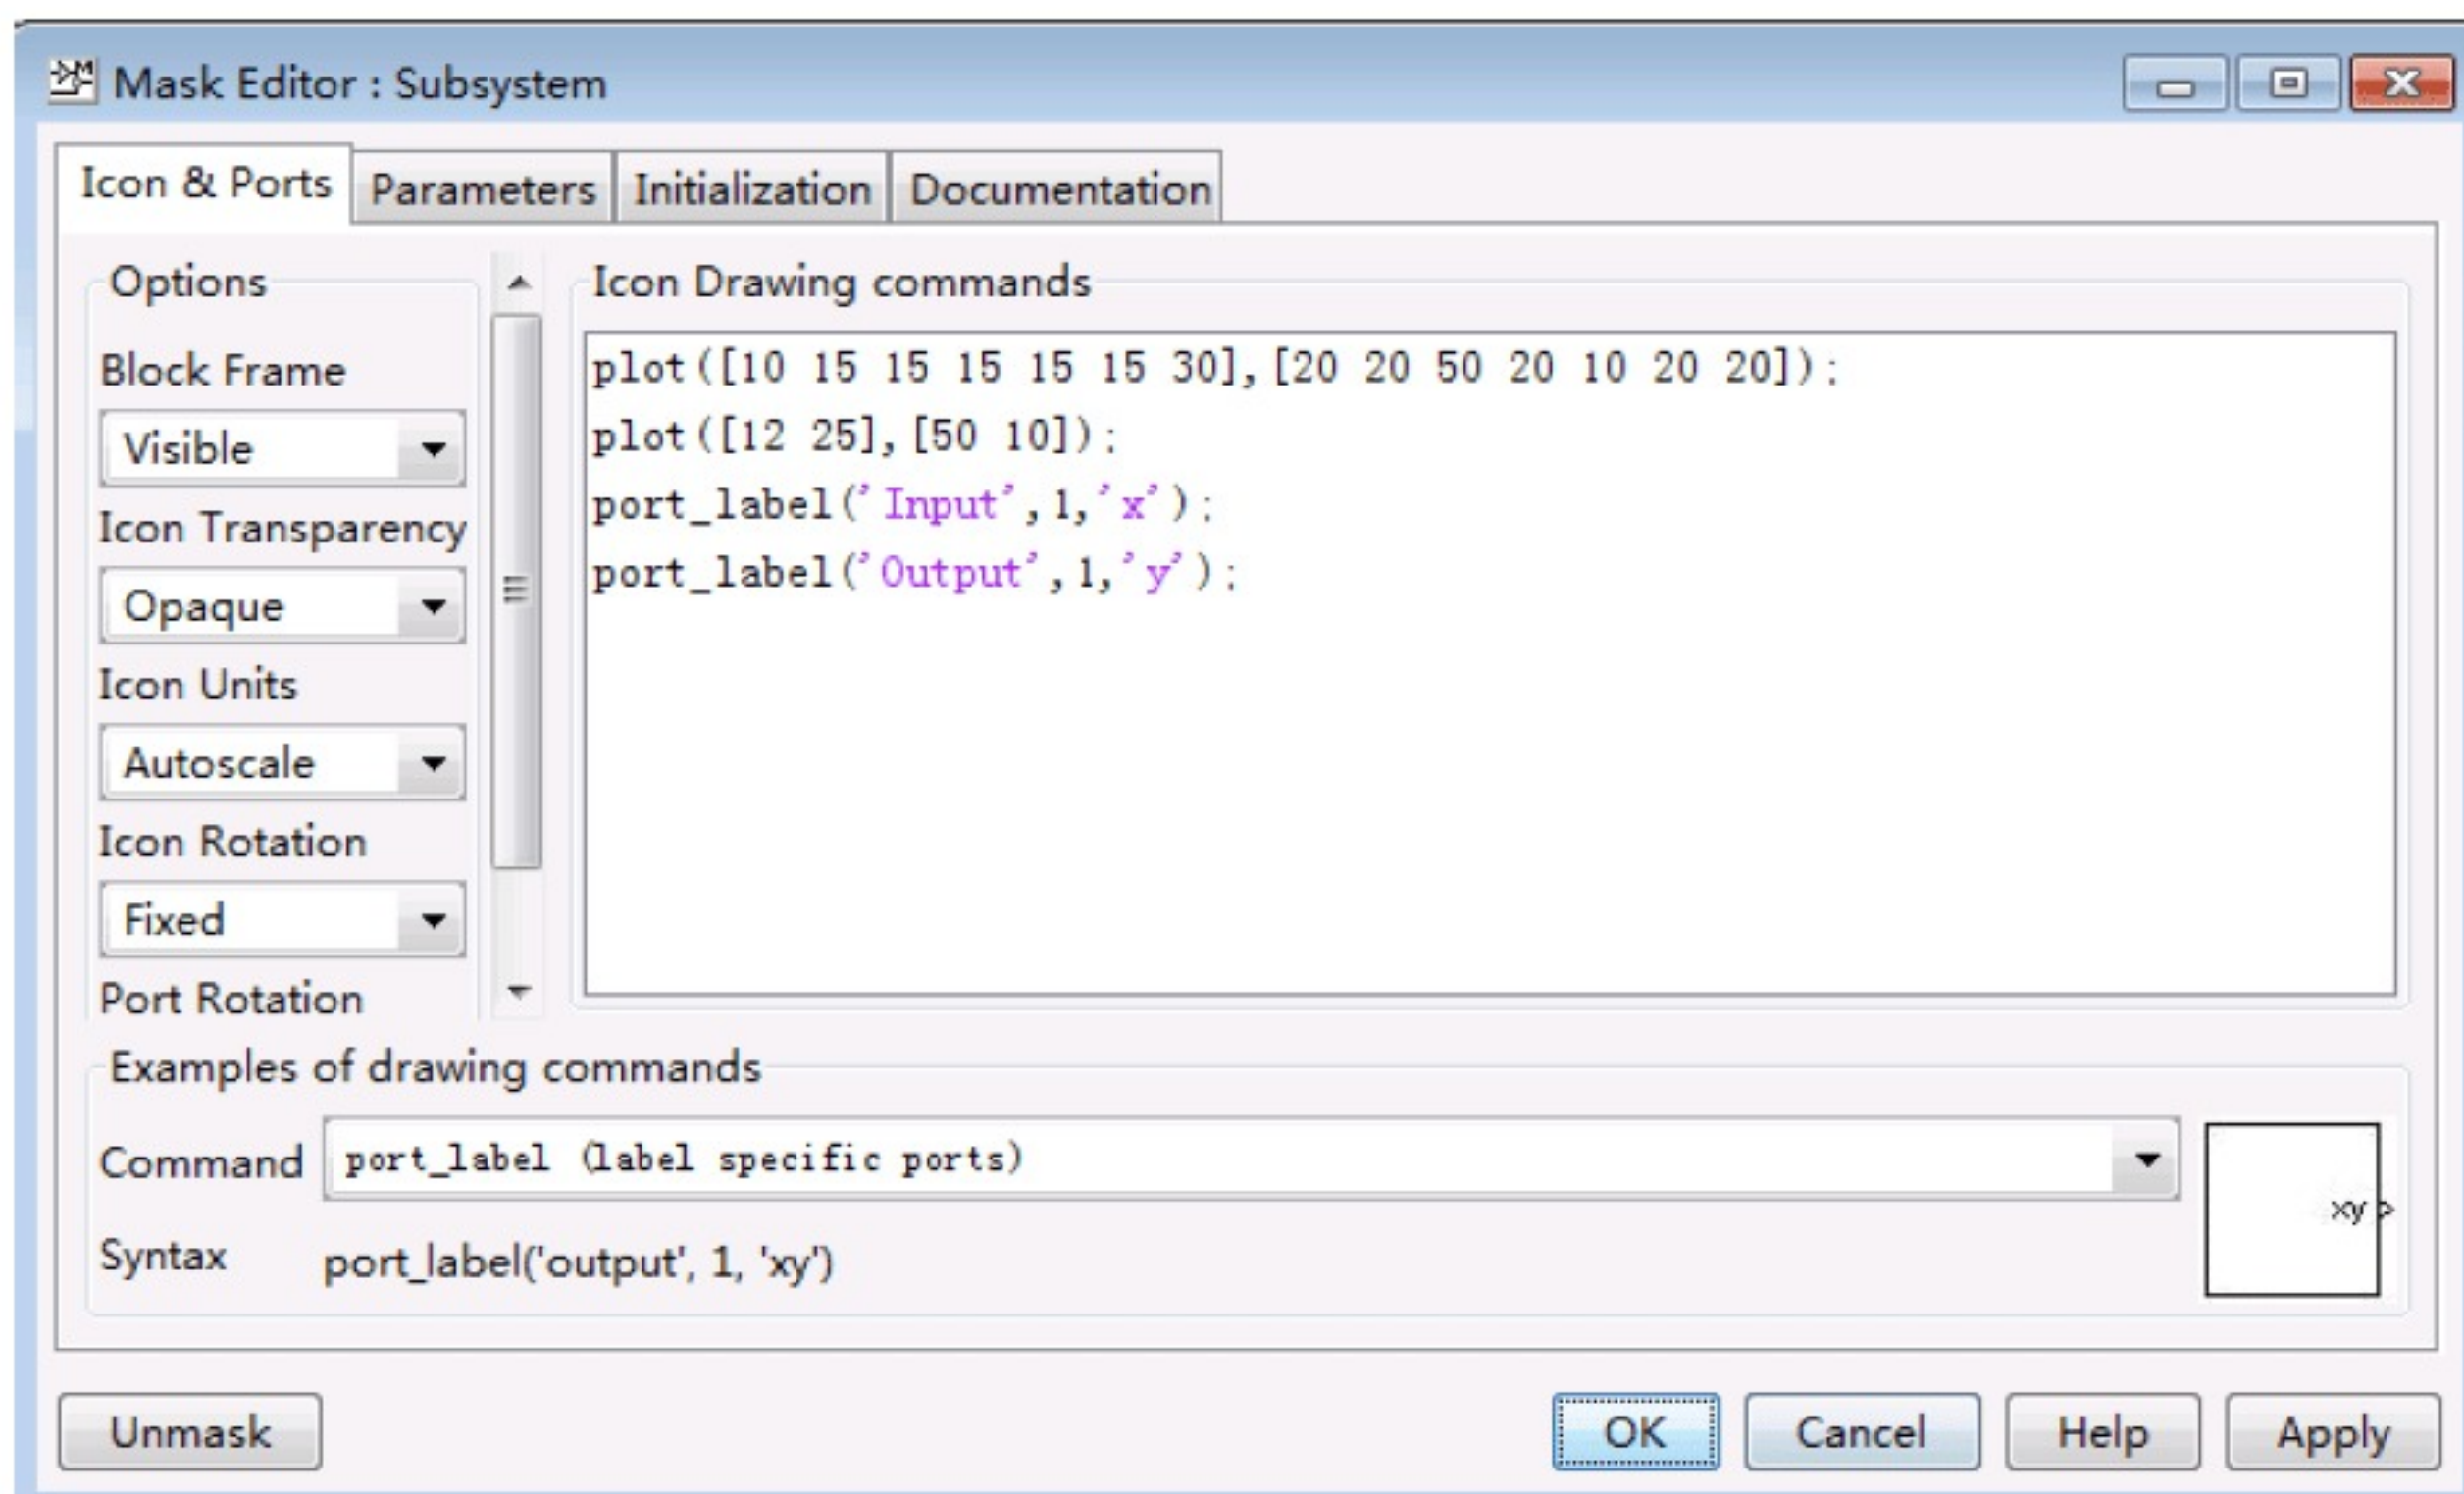 Mask Editor : Subsystem
Icon & Ports Parameters Initialization Documentation
Options
Block Frame
Visible
Icon Transparency
Opaque
Icon Units
Autoscale
Icon Rotation
Fixed
Port Rotation
Icon Drawing commands
plot([10 15 15 15 15 15 30],[20 20 50 20 10 20 20]);
plot([12 25],[50 10]);
port_label('Input',1,'x');
port_label('Output',1,'y');
Examples of drawing commands
Command port_label (label specific ports)
Syntax port_label('output', 1, 'xy')
xy
Unmask OK Cancel Help Apply